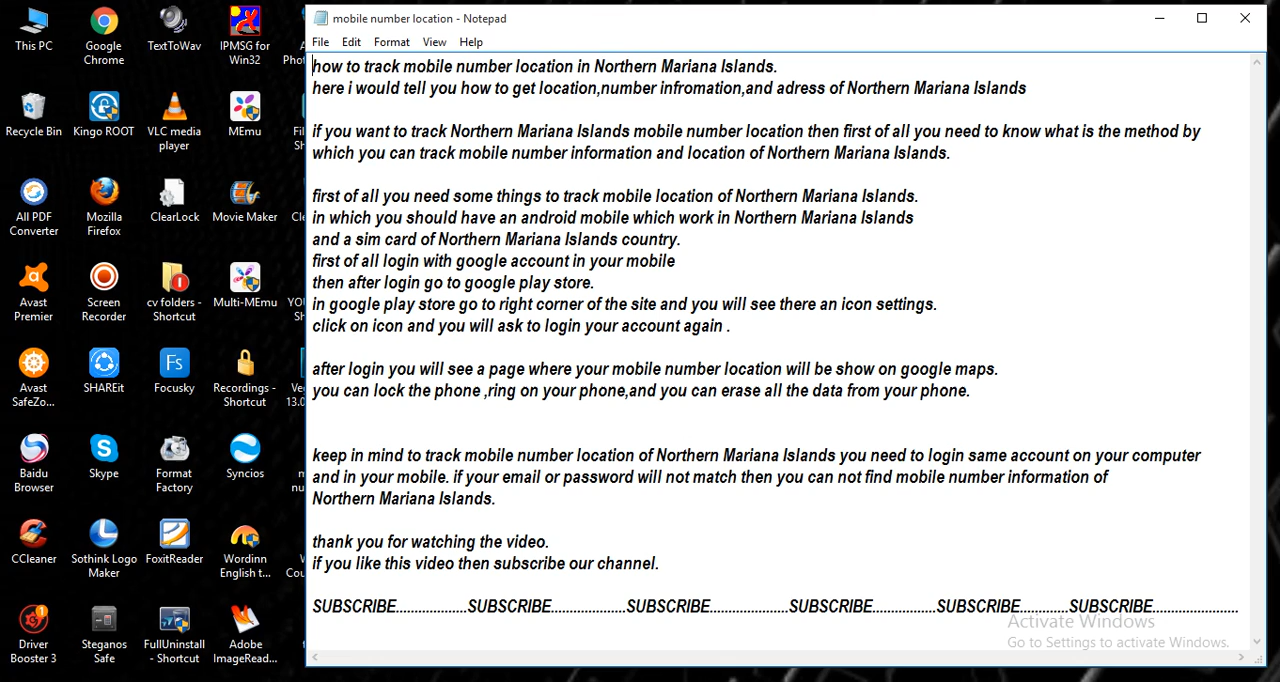 mobile number location - Notepad
File Edit Format View Help
how to track mobile number location in Northern Mariana Islands.
here i would tell you how to get location,number infromation,and adress of Northern Mariana Islands
if you want to track Northern Mariana Islands mobile number location then first of all you need to know what is the method by
which you can track mobile number information and location of Northern Mariana Islands.
first of all you need some things to track mobile location of Northern Mariana Islands.
in which you should have an android mobile which work in Northern Mariana Islands
and a sim card of Northern Mariana Islands country.
first of all login with google account in your mobile
then after login go to google play store.
in google play store go to right corner of the site and you will see there an icon settings.
click on icon and you will ask to login your account again .
after login you will see a page where your mobile number location will be show on google maps.
you can lock the phone ,ring on your phone,and you can erase all the data from your phone.
keep in mind to track mobile number location of Northern Mariana Islands you need to login same account on your computer
and in your mobile. if your email or password will not match then you can not find mobile number information of
Northern Mariana Islands.
thank you for watching the video.
if you like this video then subscribe our channel.
SUBSCRIBE.................SUBSCRIBE..................SUBSCRIBE...................SUBSCRIBE...............SUBSCRIBE............SUBSCRIBE.....................
Activate Windows
Go to Settings to activate Windows.
This PC
Google
Chrome
TextToWav
IPMSG for
Win32
Recycle Bin
Kingo ROOT
VLC media
player
MEmu
All PDF
Converter
Mozilla
Firefox
ClearLock
Movie Maker
Avast
Premier
Screen
Recorder
cv folders -
Shortcut
Multi-MEmu
Avast
SafeZo...
SHAREit
Focusky
Recordings -
Shortcut
Baidu
Browser
Skype
Format
Factory
Syncios
CCleaner
Sothink Logo
Maker
FoxitReader
Wordinn
English t...
Driver
Booster 3
Steganos
Safe
FullUninstall
- Shortcut
Adobe
ImageRead...